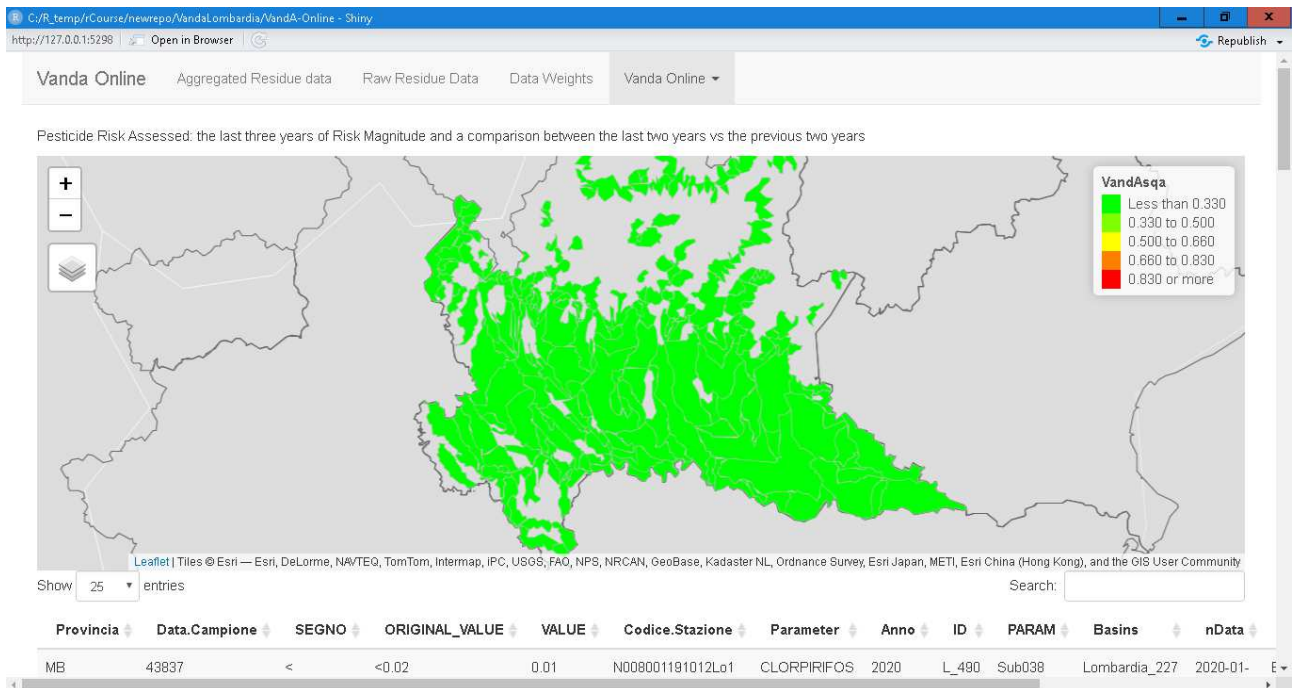 C:/R_temp/rCourse/newrepo/VandaLombardia/VandA-Online - Shiny
http://127.0.0.1:5298 Open in Browser Republish
Vanda Online Aggregated Residue data Raw Residue Data Data Weights Vanda Online
Pesticide Risk Assessed: the last three years of Risk Magnitude and a comparison between the last two years vs the previous two years
+
−
VandAsqa
Less than 0.330
0.330 to 0.500
0.500 to 0.660
0.660 to 0.830
0.830 or more
Leaflet | Tiles © Esri — Esri, DeLorme, NAVTEQ, TomTom, Intermap, iPC, USGS, FAO, NPS, NRCAN, GeoBase, Kadaster NL, Ordnance Survey, Esri Japan, METI, Esri China (Hong Kong), and the GIS User Community
Show 25 entries Search:
Provincia Data.Campione SEGNO ORIGINAL_VALUE VALUE Codice.Stazione Parameter Anno ID PARAM Basins nData
MB 43837 < <0.02 0.01 N008001191012Lo1 CLORPIRIFOS 2020 L_490 Sub038 Lombardia_227 2020-01-